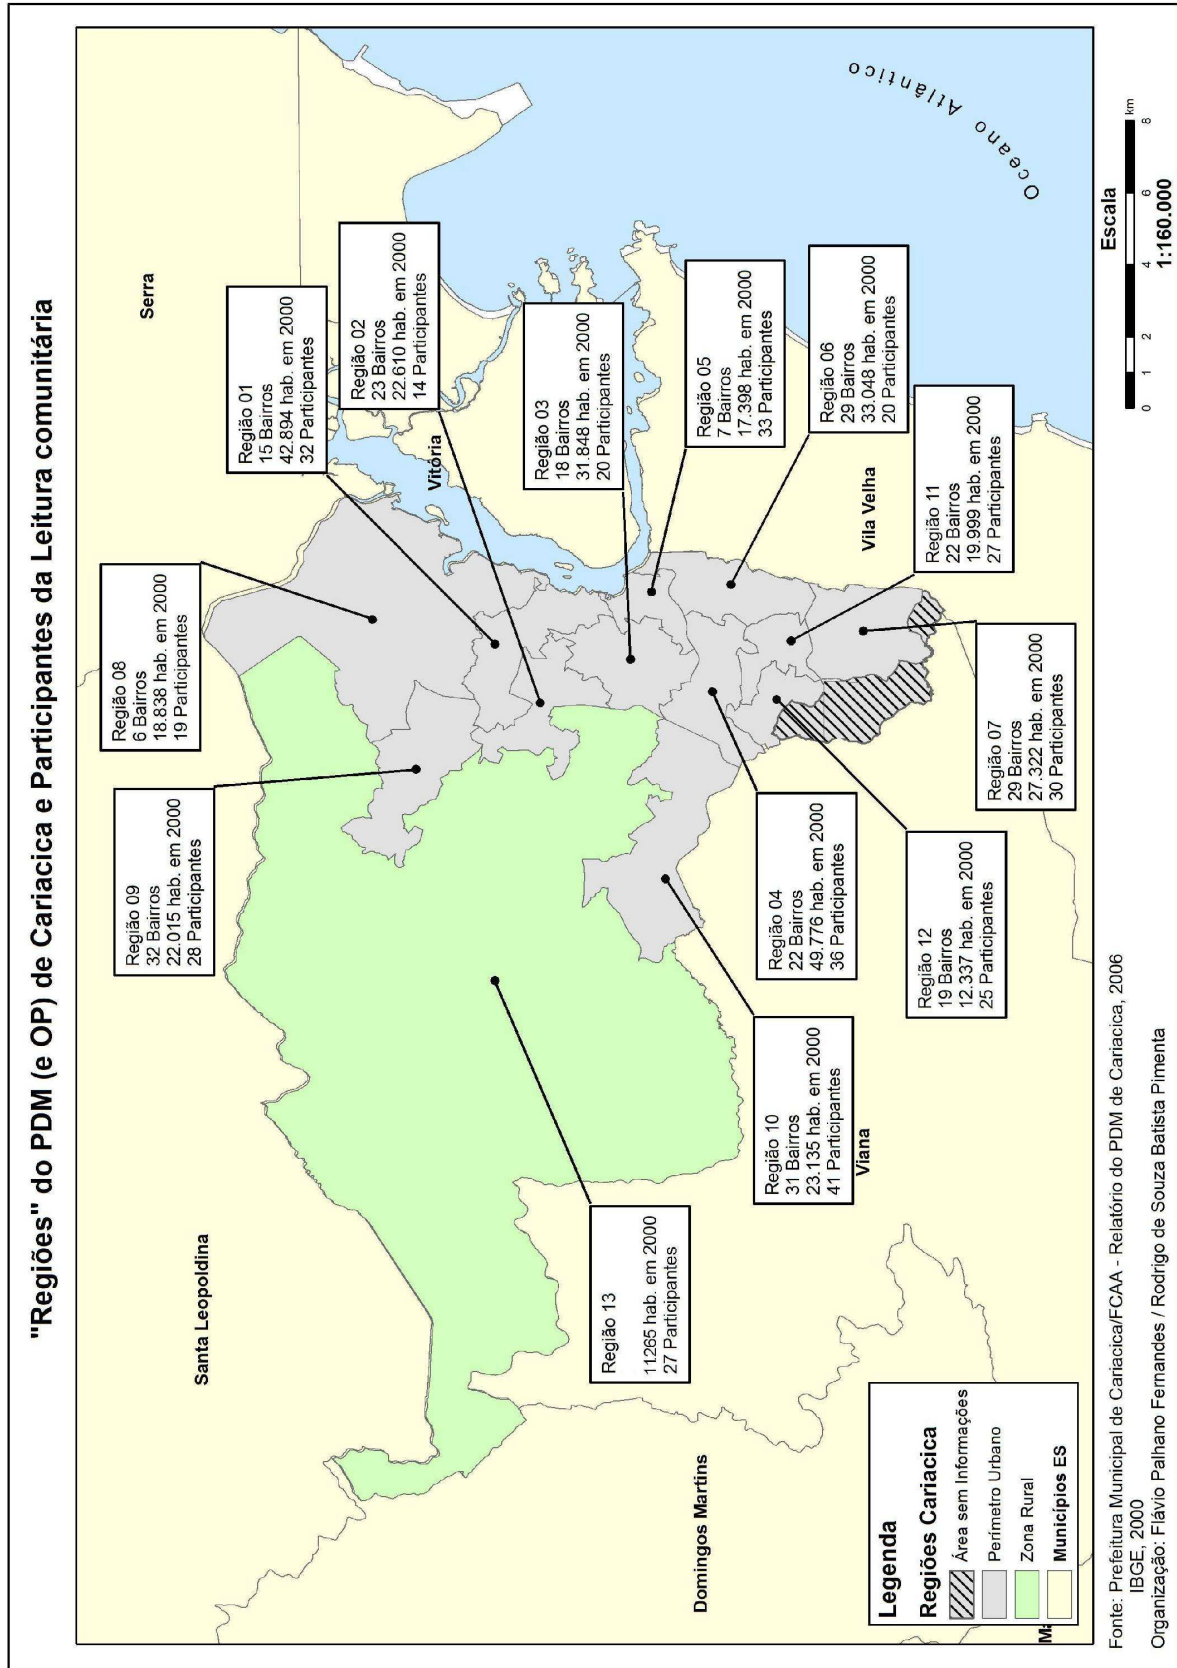 "Regiões" do PDM (e OP) de Cariacica e Participantes da Leitura comunitária
Santa Leopoldina
Serra
Região 08
6 Bairros
18.838 hab. em 2000
19 Participantes
Região 01
15 Bairros
42.894 hab. em 2000
32 Participantes
Região 09
32 Bairros
22.015 hab. em 2000
28 Participantes
Região 02
23 Bairros
22.610 hab. em 2000
14 Participantes
Vitória
Região 03
18 Bairros
31.848 hab. em 2000
20 Participantes
Região 13
11265 hab. em 2000
27 Participantes
Região 05
7 Bairros
17.398 hab. em 2000
33 Participantes
Oceano Atlântico
Região 10
31 Bairros
23.135 hab. em 2000
41 Participantes
Região 04
22 Bairros
49.776 hab. em 2000
36 Participantes
Região 06
29 Bairros
33.048 hab. em 2000
20 Participantes
Domingos Martins
Viana
Vila Velha
Região 12
19 Bairros
12.337 hab. em 2000
25 Participantes
Região 11
22 Bairros
19.999 hab. em 2000
27 Participantes
Região 07
29 Bairros
27.322 hab. em 2000
30 Participantes
Legenda
Regiões Cariacica
Área sem Informações
Perímetro Urbano
Zona Rural
Municípios ES
Ma
Escala
0 1 2 4 6 8 km
1:160.000
Fonte: Prefeitura Municipal de Cariacica/FCAA - Relatório do PDM de Cariacica, 2006
IBGE, 2000
Organização: Flávio Palhano Fernandes / Rodrigo de Souza Batista Pimenta